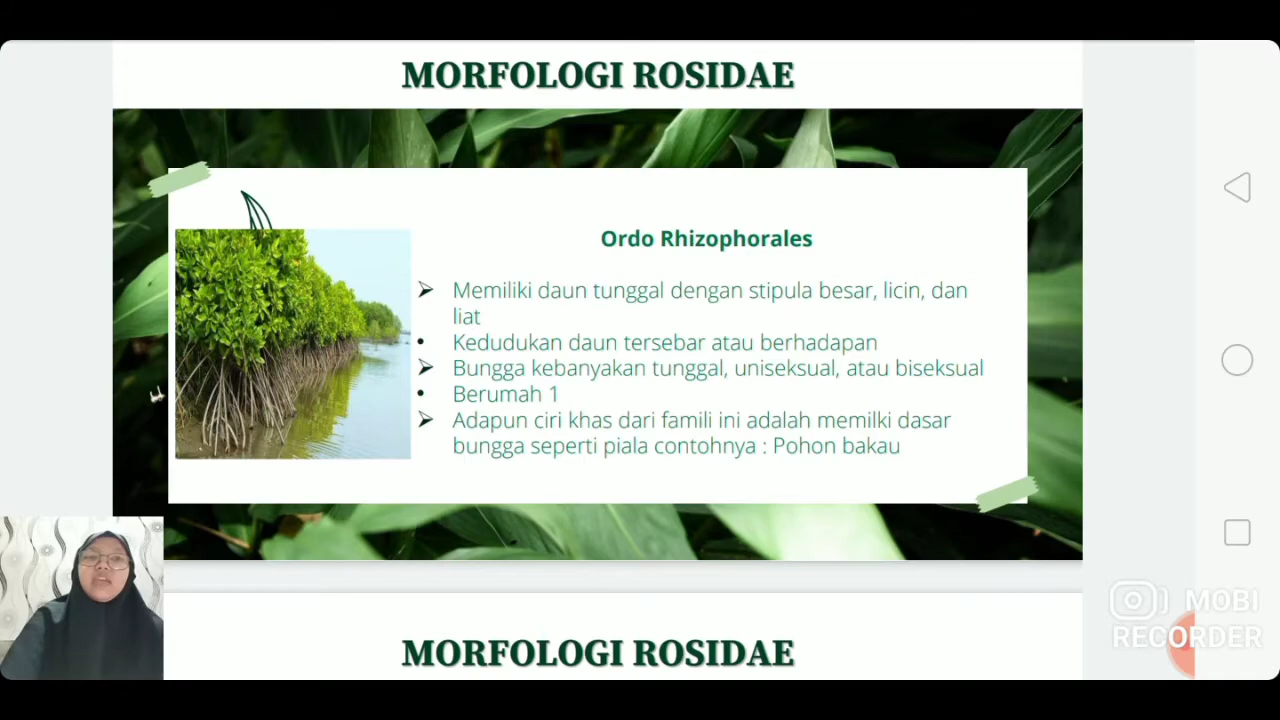 MORFOLOGI ROSIDAE
Ordo Rhizophorales
➢ Memiliki daun tunggal dengan stipula besar, licin, dan
liat
• Kedudukan daun tersebar atau berhadapan
➢ Bungga kebanyakan tunggal, uniseksual, atau biseksual
• Berumah 1
➢ Adapun ciri khas dari famili ini adalah memilki dasar
bungga seperti piala contohnya : Pohon bakau
MORFOLOGI ROSIDAE
MOBI
RECORDER